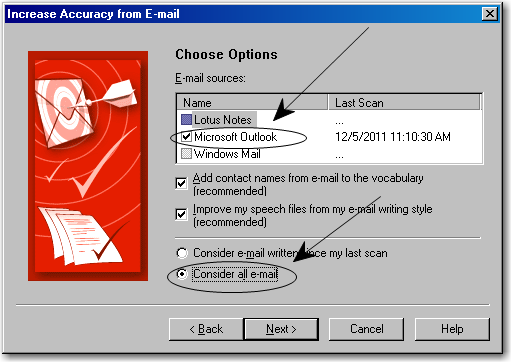 Increase Accuracy from E-mail
Choose Options
E-mail sources:
Name Last Scan
Lotus Notes ...
Microsoft Outlook 12/5/2011 11:10:30 AM
Windows Mail ...
Add contact names from e-mail to the vocabulary
(recommended)
Improve my speech files from my e-mail writing style
(recommended)
Consider e-mail written since my last scan
Consider all e-mail
< Back Next > Cancel Help